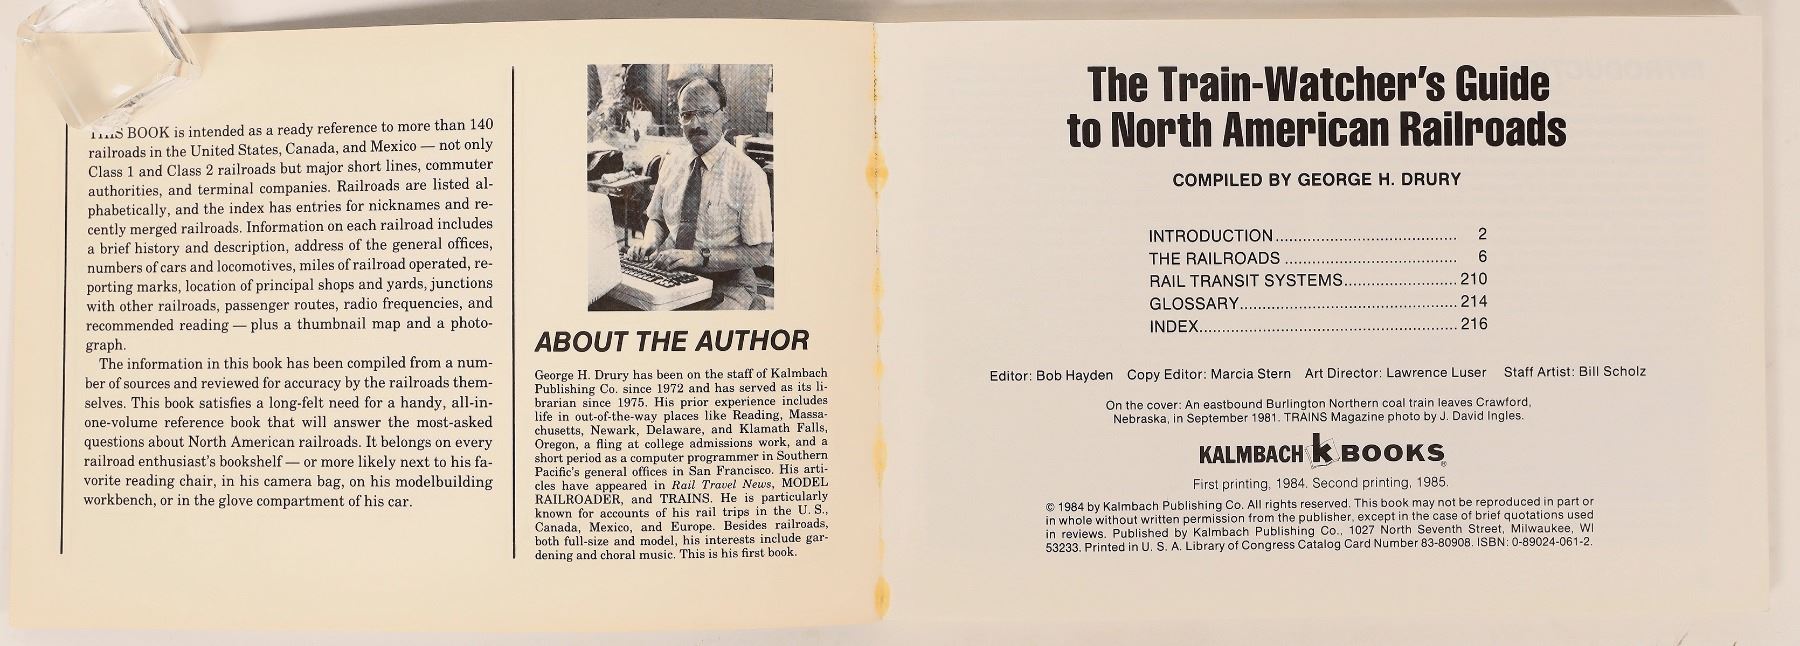 THIS BOOK is intended as a ready reference to more than 140
railroads in the United States, Canada, and Mexico — not only
Class 1 and Class 2 railroads but major short lines, commuter
authorities, and terminal companies. Railroads are listed al-
phabetically, and the index has entries for nicknames and re-
cently merged railroads. Information on each railroad includes
a brief history and description, address of the general offices,
numbers of cars and locomotives, miles of railroad operated, re-
porting marks, location of principal shops and yards, junctions
with other railroads, passenger routes, radio frequencies, and
recommended reading — plus a thumbnail map and a photo-
graph.
The information in this book has been compiled from a num-
ber of sources and reviewed for accuracy by the railroads them-
selves. This book satisfies a long-felt need for a handy, all-in-
one-volume reference book that will answer the most-asked
questions about North American railroads. It belongs on every
railroad enthusiast's bookshelf — or more likely next to his fa-
vorite reading chair, in his camera bag, on his modelbuilding
workbench, or in the glove compartment of his car.
ABOUT THE AUTHOR
George H. Drury has been on the staff of Kalmbach
Publishing Co. since 1972 and has served as its li-
brarian since 1975. His prior experience includes
life in out-of-the-way places like Reading, Massa-
chusetts, Newark, Delaware, and Klamath Falls,
Oregon, a fling at college admissions work, and a
short period as a computer programmer in Southern
Pacific's general offices in San Francisco. His arti-
cles have appeared in Rail Travel News, MODEL
RAILROADER, and TRAINS. He is particularly
known for accounts of his rail trips in the U. S.,
Canada, Mexico, and Europe. Besides railroads,
both full-size and model, his interests include gar-
dening and choral music. This is his first book.
The Train-Watcher's Guide
to North American Railroads
COMPILED BY GEORGE H. DRURY
INTRODUCTION........................................ 2
THE RAILROADS ...................................... 6
RAIL TRANSIT SYSTEMS......................... 210
GLOSSARY................................................ 214
INDEX......................................................... 216
Editor: Bob Hayden Copy Editor: Marcia Stern Art Director: Lawrence Luser Staff Artist: Bill Scholz
On the cover: An eastbound Burlington Northern coal train leaves Crawford,
Nebraska, in September 1981. TRAINS Magazine photo by J. David Ingles.
KALMBACH k BOOKS®
First printing, 1984. Second printing, 1985.
© 1984 by Kalmbach Publishing Co. All rights reserved. This book may not be reproduced in part or
in whole without written permission from the publisher, except in the case of brief quotations used
in reviews. Published by Kalmbach Publishing Co., 1027 North Seventh Street, Milwaukee, WI
53233. Printed in U. S. A. Library of Congress Catalog Card Number 83-80908. ISBN: 0-89024-061-2.